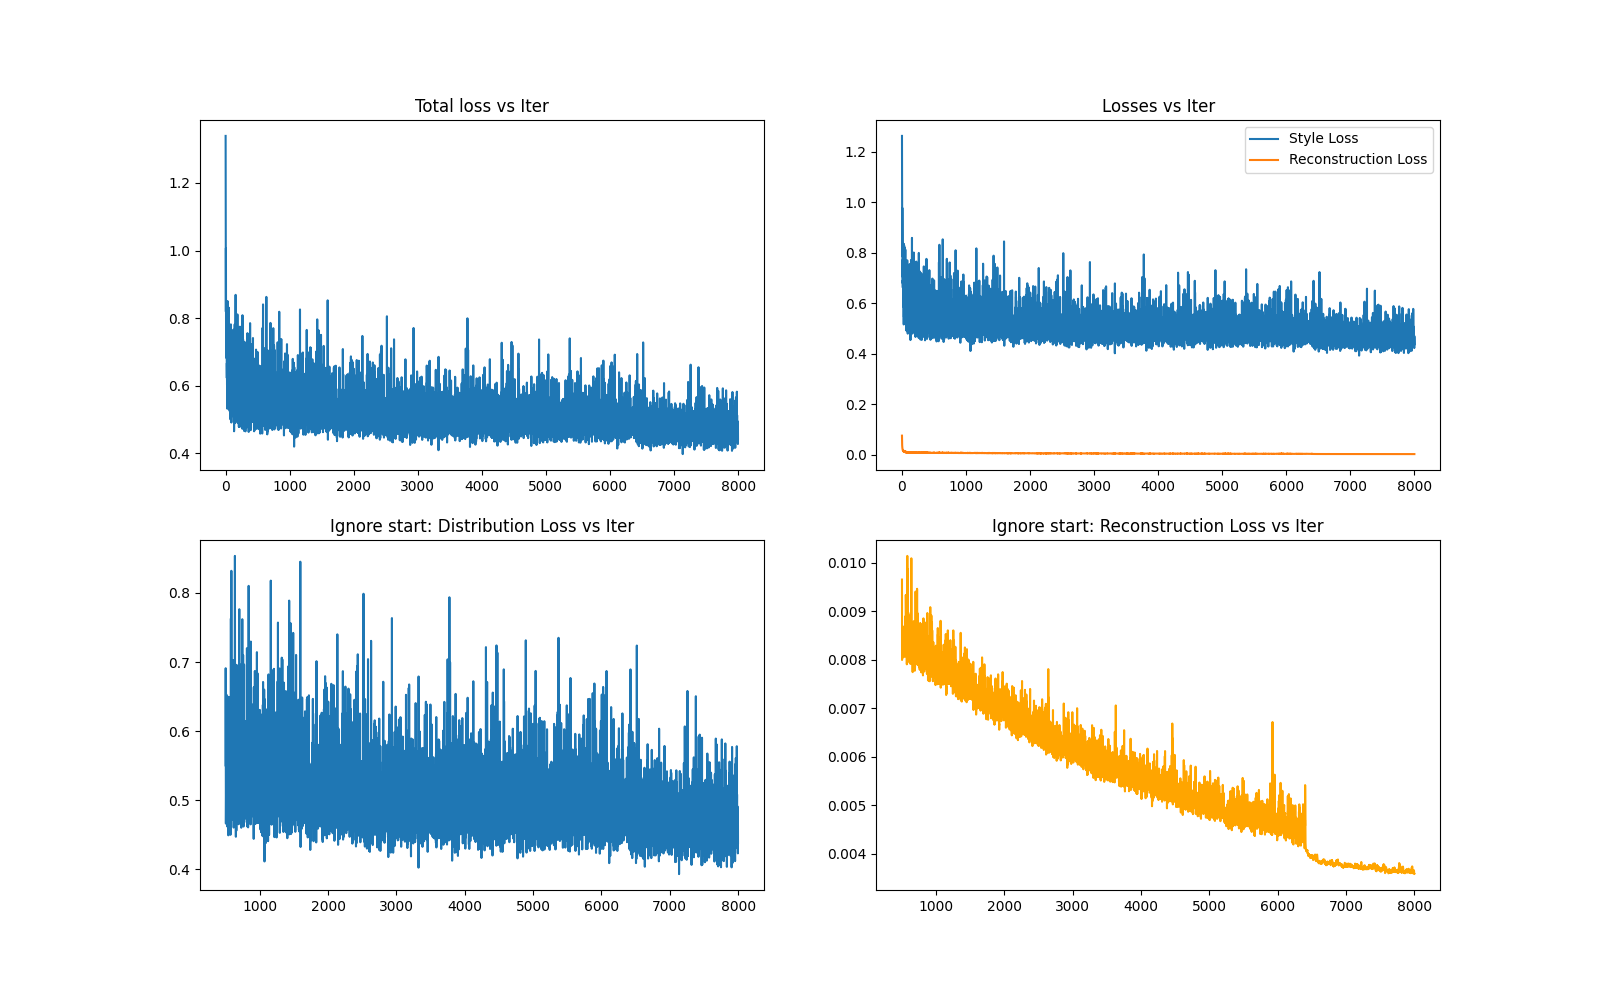 Total loss vs Iter
1.2
1.0
0.8
0.6
0.4
0 1000 2000 3000 4000 5000 6000 7000 8000
Losses vs Iter
Style Loss
Reconstruction Loss
1.2
1.0
0.8
0.6
0.4
0.2
0.0
0 1000 2000 3000 4000 5000 6000 7000 8000
Ignore start: Distribution Loss vs Iter
0.8
0.7
0.6
0.5
0.4
1000 2000 3000 4000 5000 6000 7000 8000
Ignore start: Reconstruction Loss vs Iter
0.010
0.009
0.008
0.007
0.006
0.005
0.004
1000 2000 3000 4000 5000 6000 7000 8000